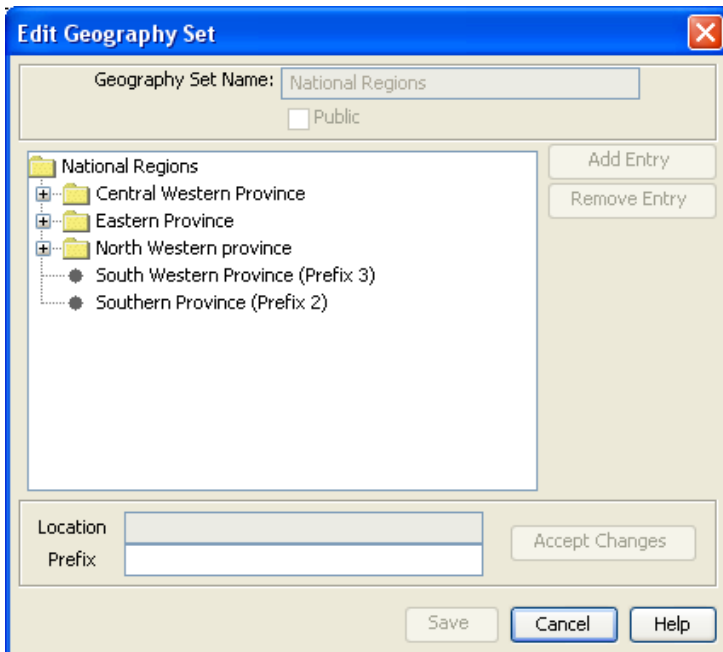 Edit Geography Set
Geography Set Name: National Regions
Public
National Regions
Central Western Province
Eastern Province
North Western province
South Western Province (Prefix 3)
Southern Province (Prefix 2)
Add Entry
Remove Entry
Location
Prefix
Accept Changes
Save Cancel Help